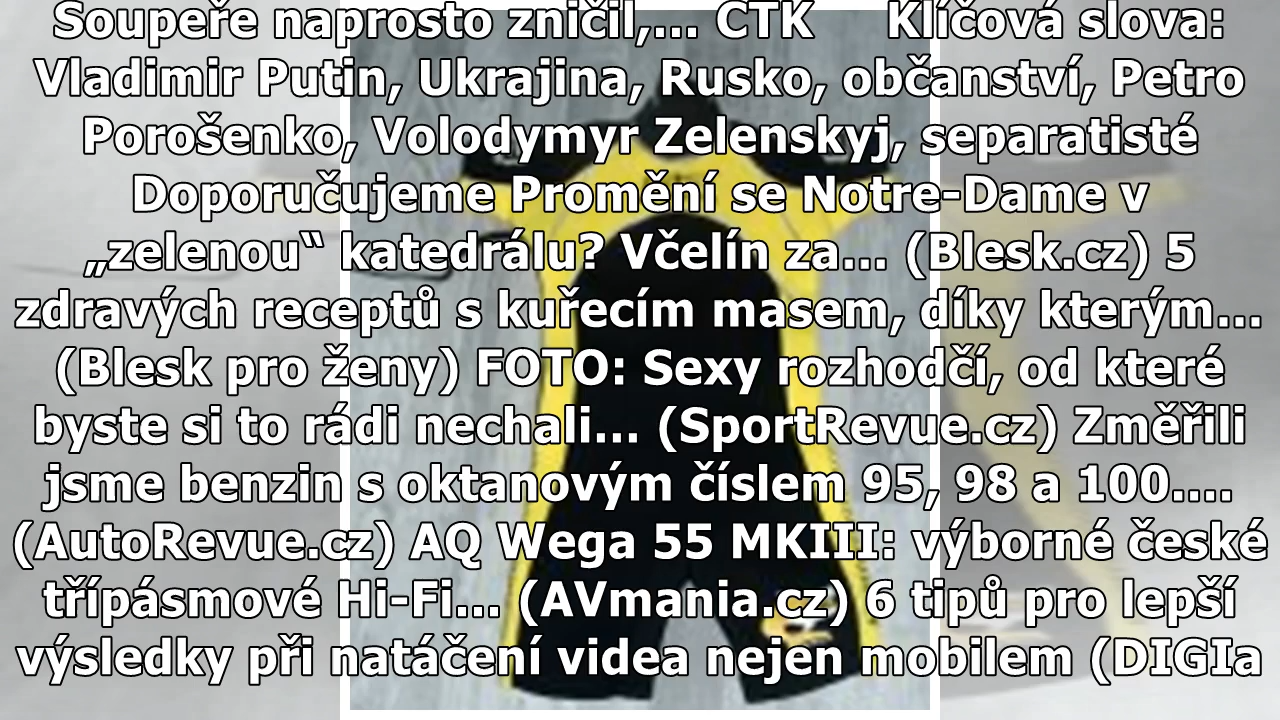 Soupeře naprosto zničil,... ČTK Klíčová slova:
Vladimir Putin, Ukrajina, Rusko, občanství, Petro
Porošenko, Volodymyr Zelenskyj, separatisté
Doporučujeme Promění se Notre-Dame v
„zelenou“ katedrálu? Včelín za... (Blesk.cz) 5
zdravých receptů s kuřecím masem, díky kterým...
(Blesk pro ženy) FOTO: Sexy rozhodčí, od které
byste si to rádi nechali... (SportRevue.cz) Změřili
jsme benzin s oktanovým číslem 95, 98 a 100....
(AutoRevue.cz) AQ Wega 55 MKIII: výborné české
třípásmové Hi-Fi... (AVmania.cz) 6 tipů pro lepší
výsledky při natáčení videa nejen mobilem (DIGIa